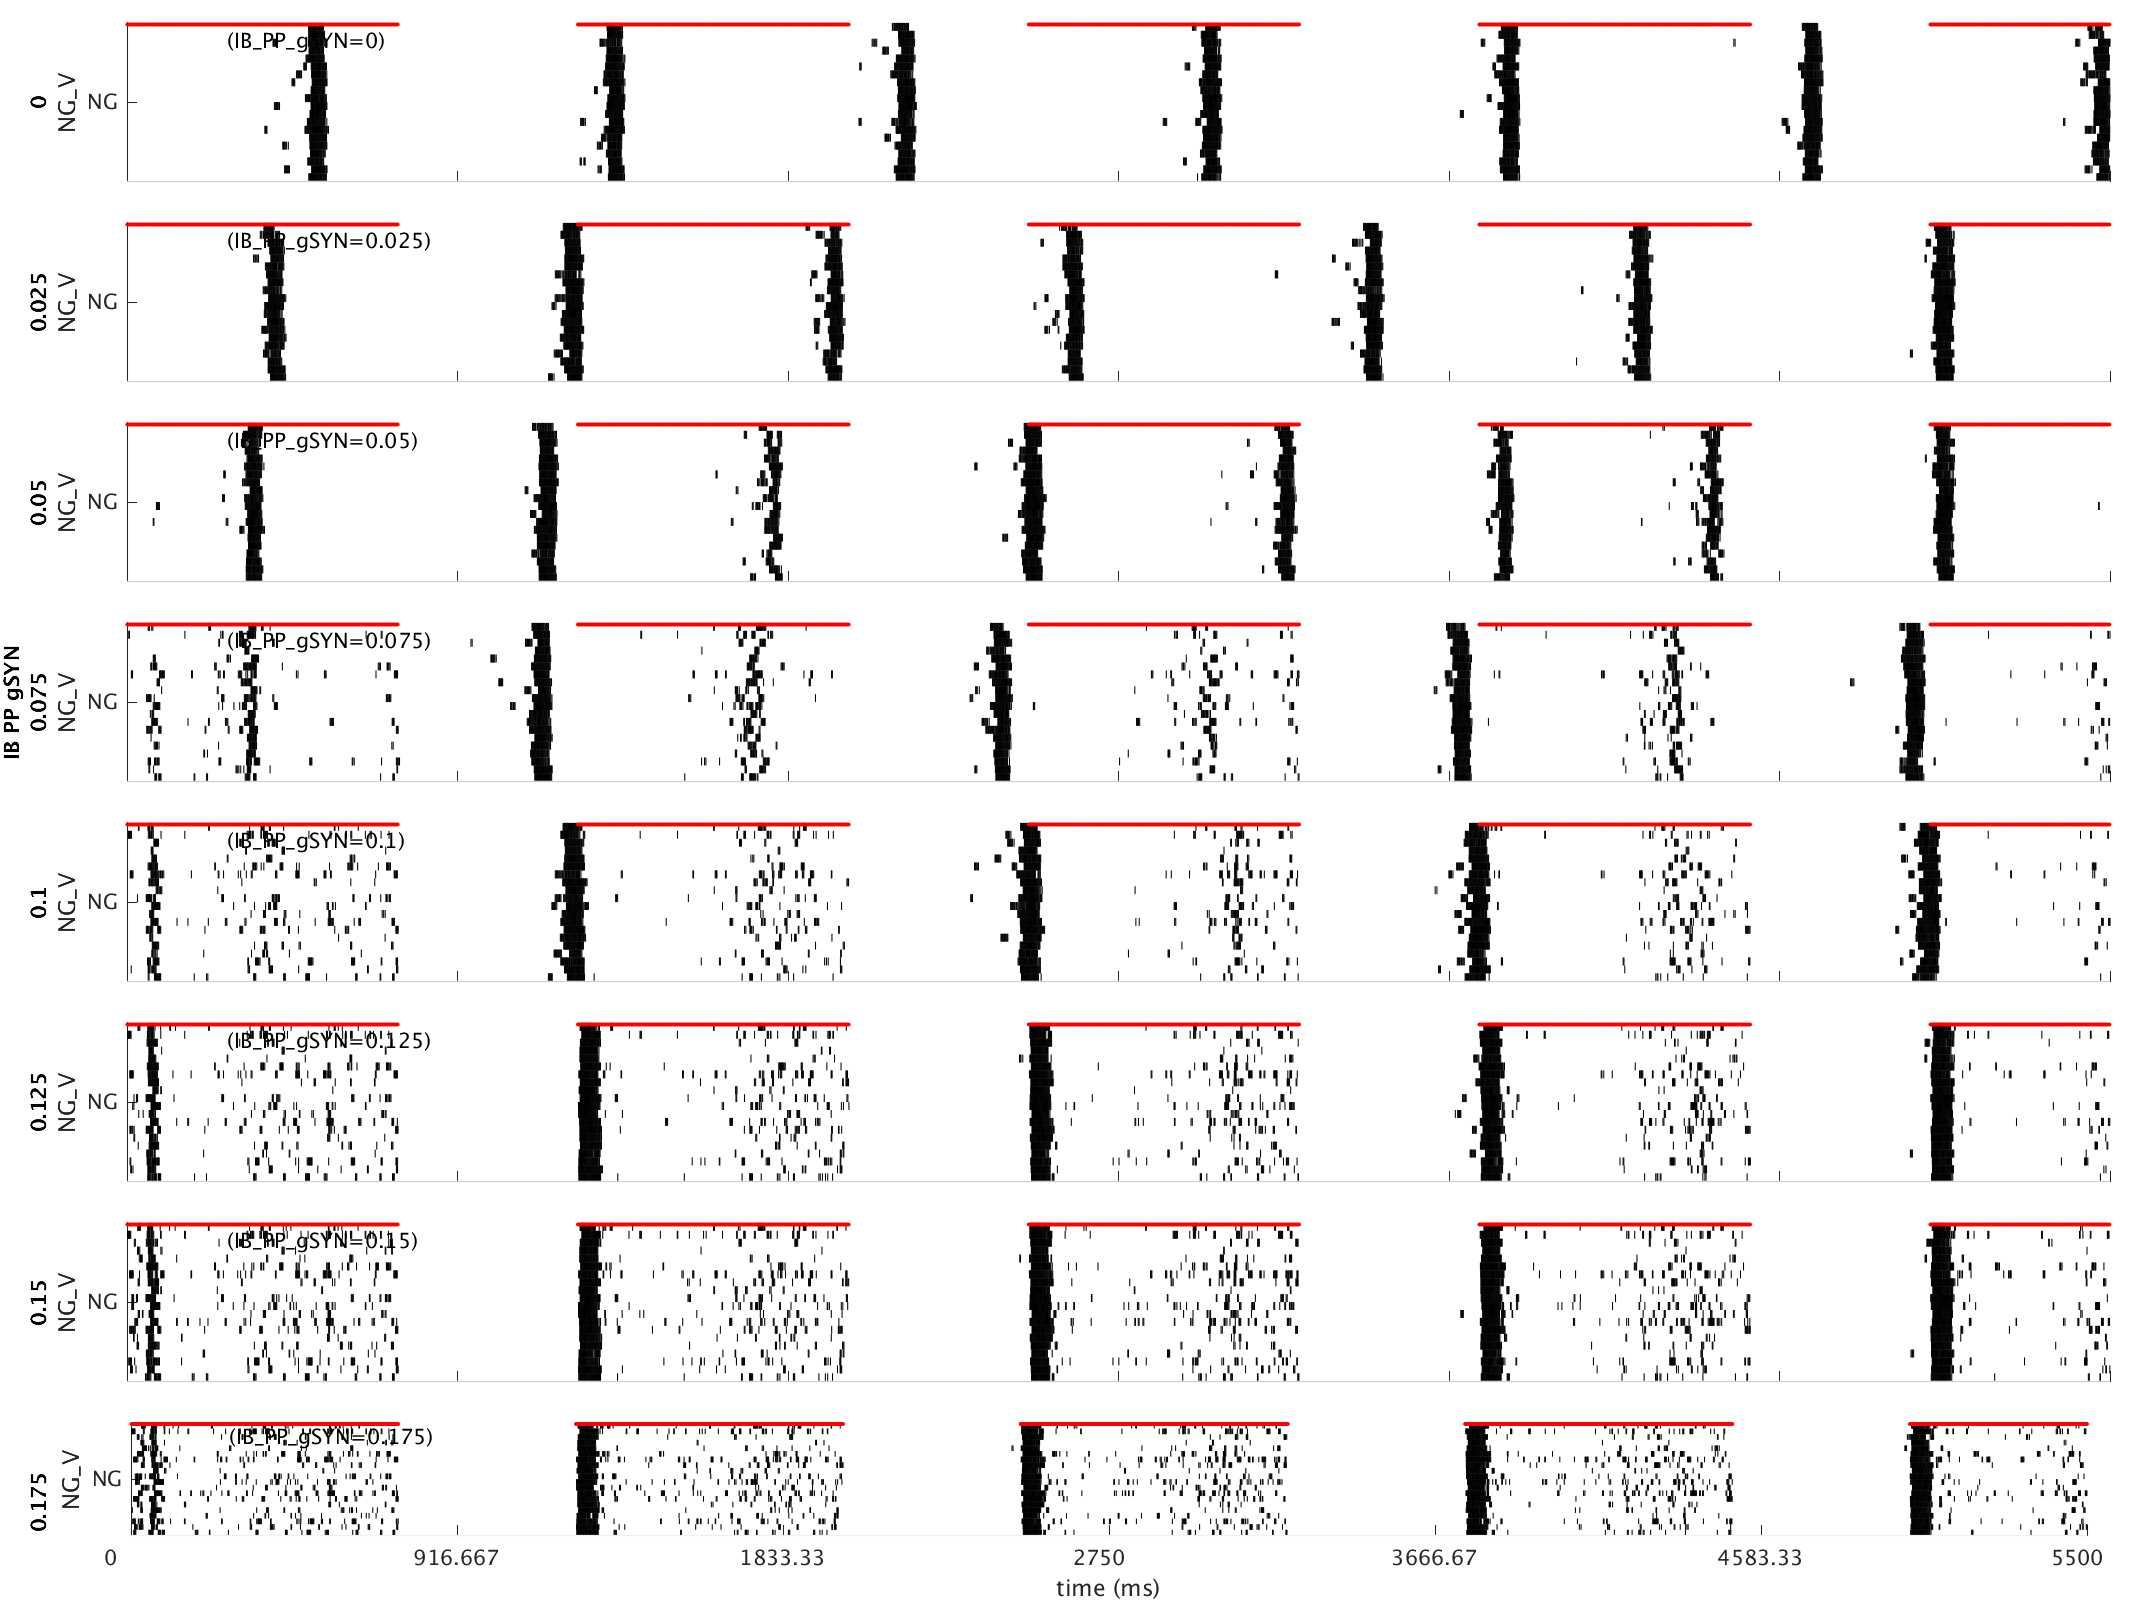 (IB_PP_gSYN=0)
0
NG_V
NG
(IB_PP_gSYN=0.025)
0.025
NG_V
NG
(IB_PP_gSYN=0.05)
0.05
NG_V
NG
(IB_PP_gSYN=0.075)
IB PP gSYN
0.075
NG_V
NG
(IB_PP_gSYN=0.1)
0.1
NG_V
NG
(IB_PP_gSYN=0.125)
0.125
NG_V
NG
(IB_PP_gSYN=0.15)
0.15
NG_V
NG
(IB_PP_gSYN=0.175)
0.175
NG_V
NG
0 916.667 1833.33 2750 3666.67 4583.33 5500
time (ms)